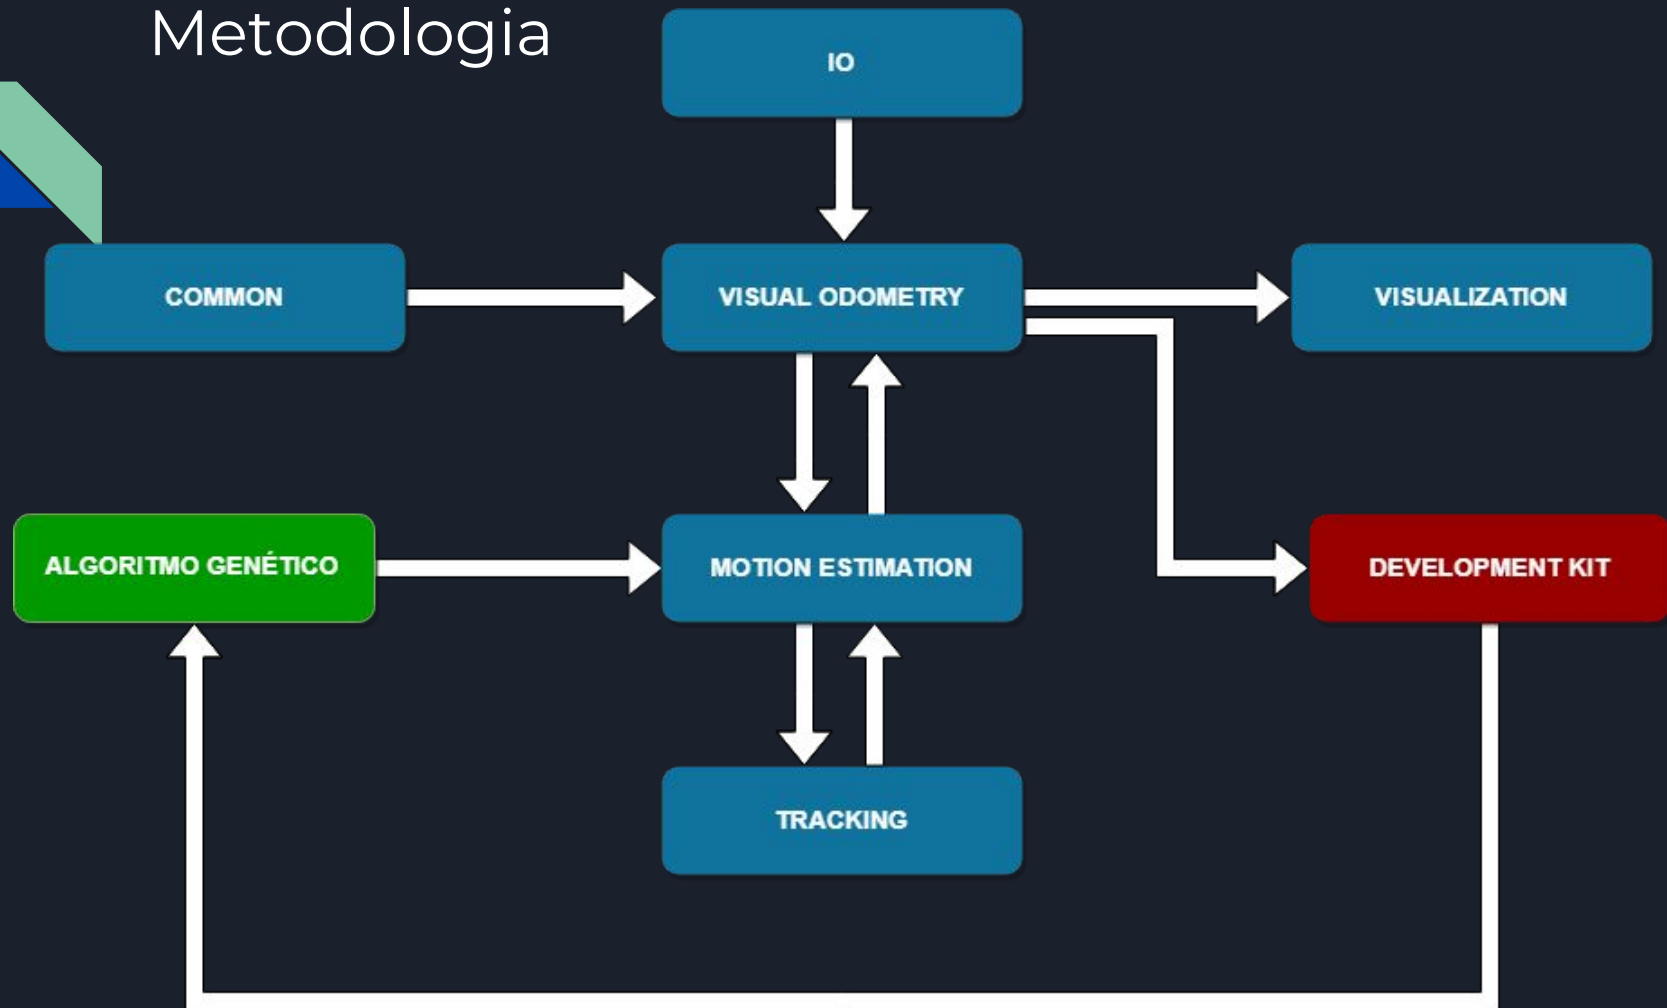 Metodologia
IO
COMMON
VISUAL ODOMETRY
VISUALIZATION
ALGORITMO GENÉTICO
MOTION ESTIMATION
DEVELOPMENT KIT
TRACKING